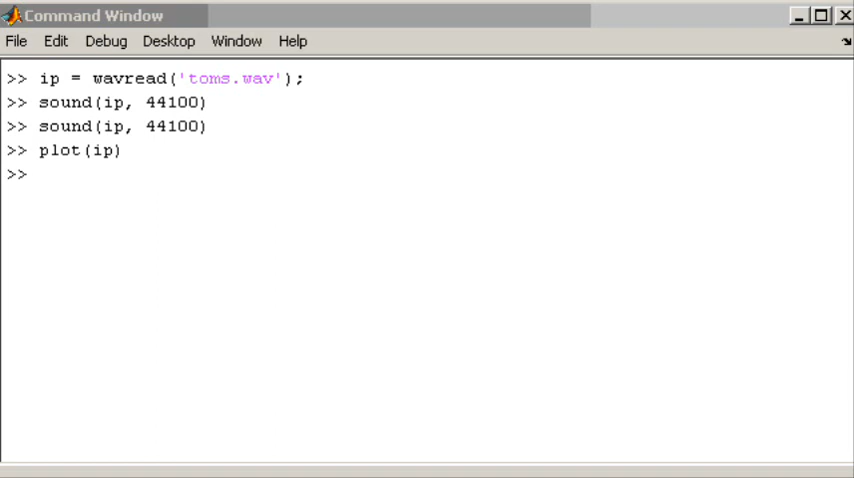 Command Window
File Edit Debug Desktop Window Help
>> ip = wavread('toms.wav');
>> sound(ip, 44100)
>> sound(ip, 44100)
>> plot(ip)
>>